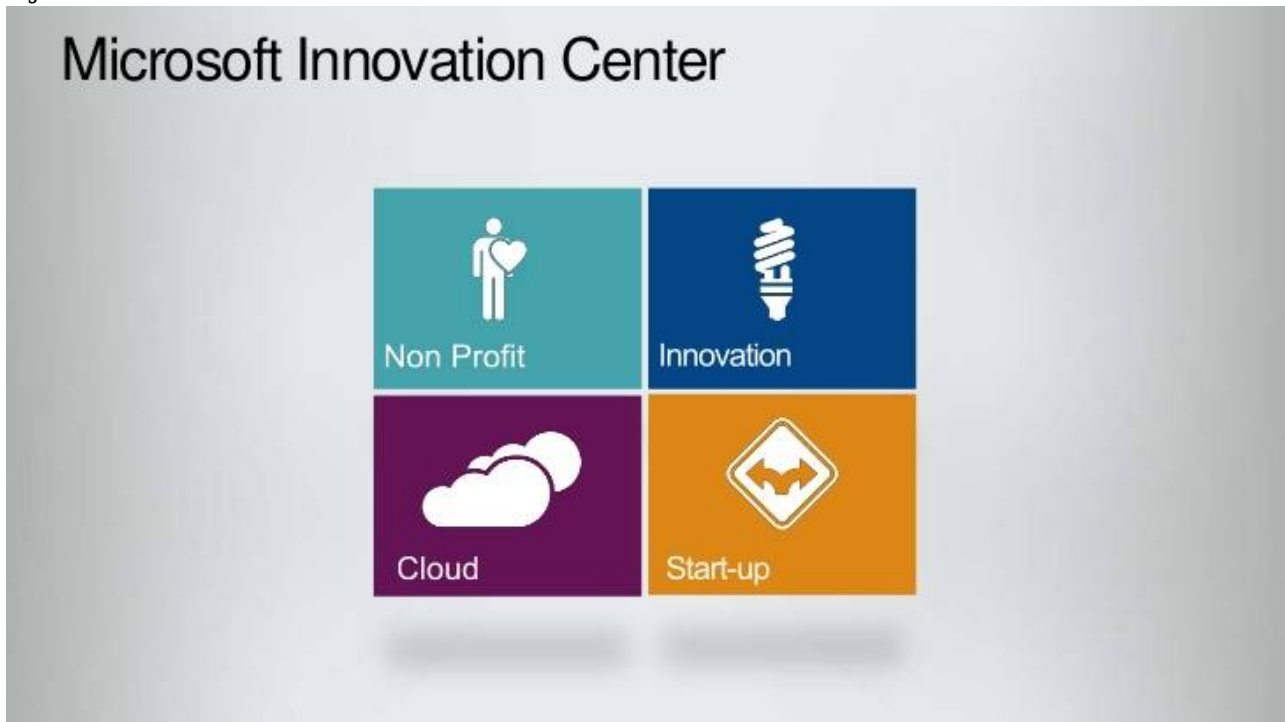 Microsoft Innovation Center
Non Profit
Innovation
Cloud
Start-up